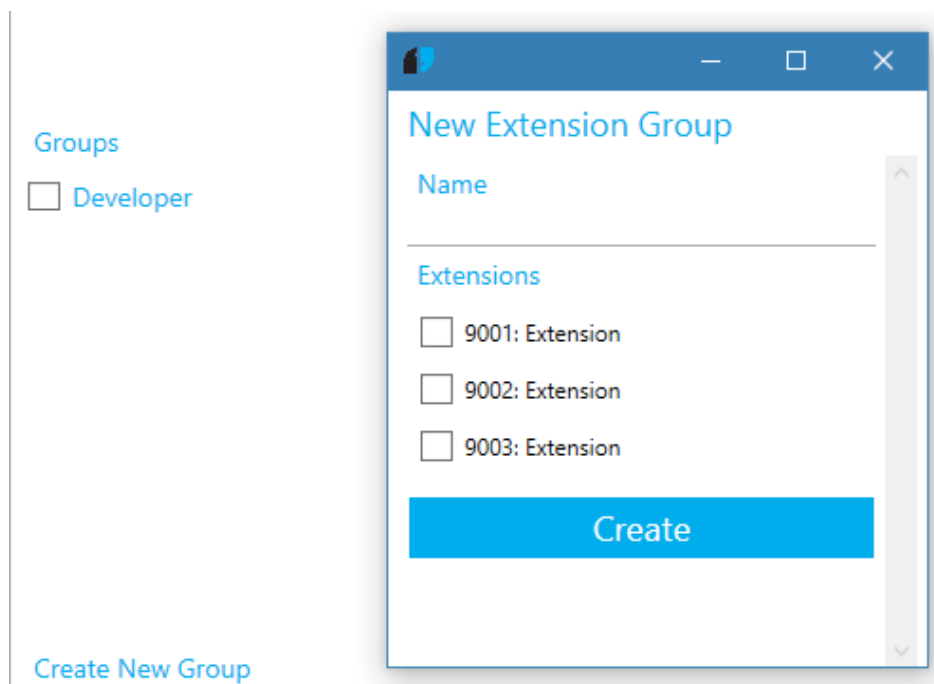 Groups
Developer
Create New Group
New Extension Group
Name
Extensions
9001: Extension
9002: Extension
9003: Extension
Create